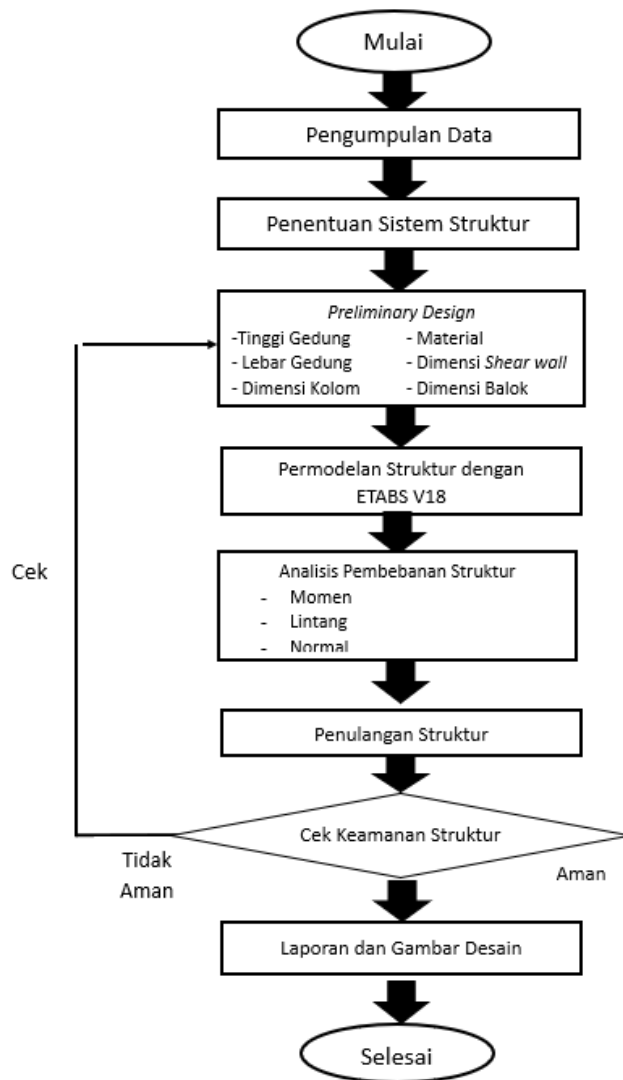 Mulai
Pengumpulan Data
Penentuan Sistem Struktur
Preliminary Design
-Tinggi Gedung - Material
- Lebar Gedung - Dimensi Shear wall
- Dimensi Kolom - Dimensi Balok
Permodelan Struktur dengan
ETABS V18
Cek
Analisis Pembebanan Struktur
- Momen
- Lintang
- Normal
Penulangan Struktur
Cek Keamanan Struktur
Tidak
Aman
Aman
Laporan dan Gambar Desain
Selesai